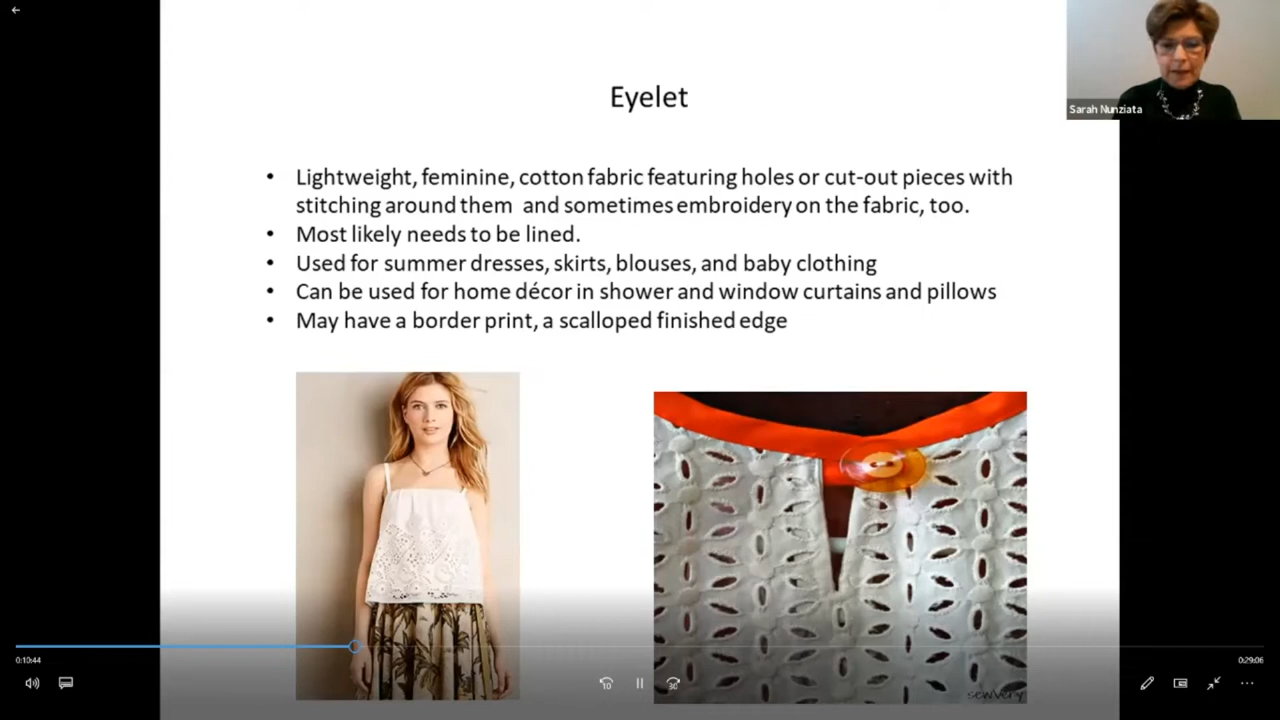 Sarah Nunziata
Eyelet
• Lightweight, feminine, cotton fabric featuring holes or cut-out pieces with
stitching around them and sometimes embroidery on the fabric, too.
• Most likely needs to be lined.
• Used for summer dresses, skirts, blouses, and baby clothing
• Can be used for home décor in shower and window curtains and pillows
• May have a border print, a scalloped finished edge
sewVery
0:10:44
0:29:06
10
30